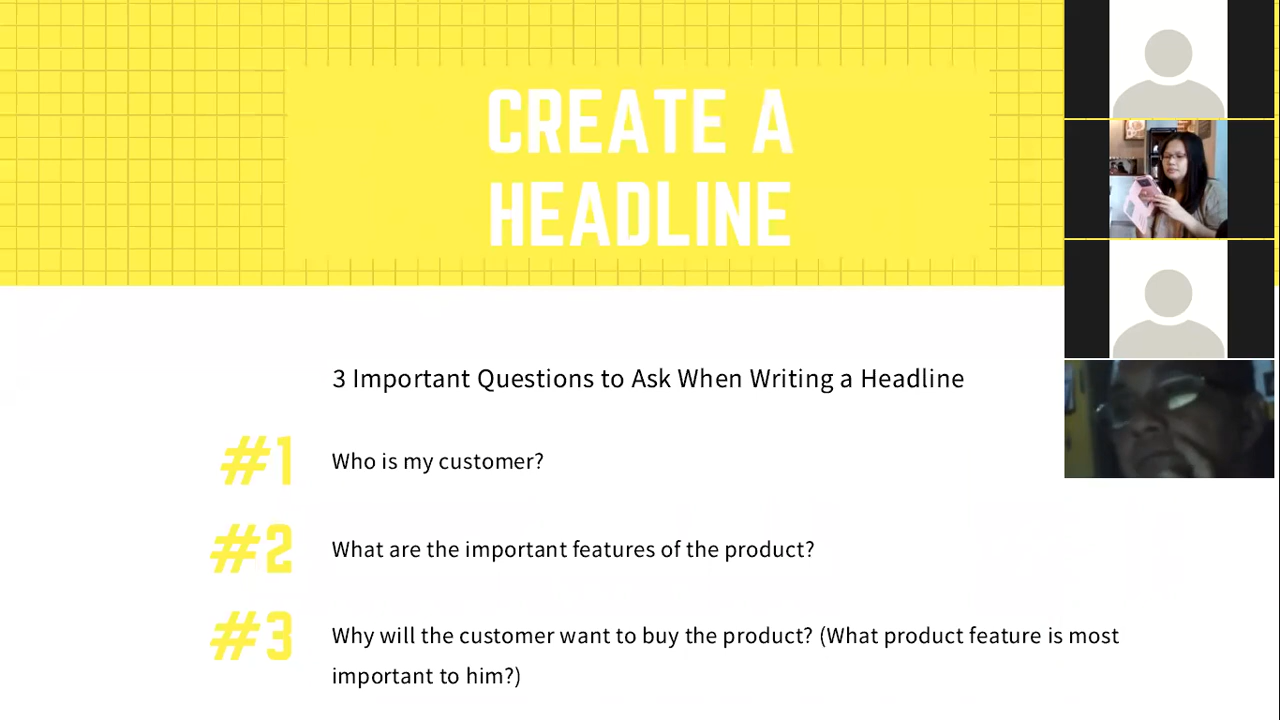 CREATE A
HEADLINE
3 Important Questions to Ask When Writing a Headline
#1 Who is my customer?
#2 What are the important features of the product?
#3 Why will the customer want to buy the product? (What product feature is most
important to him?)